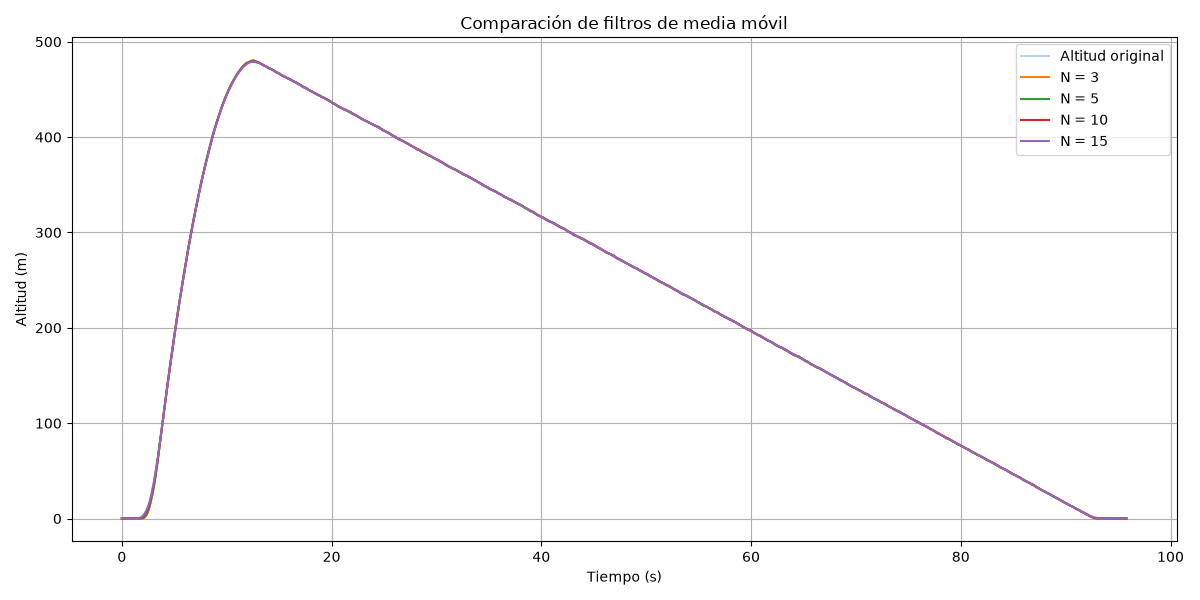 Comparación de filtros de media móvil
Altitud original
N = 3
N = 5
N = 10
N = 15
Altitud (m)
500
400
300
200
100
0
0 20 40 60 80 100
Tiempo (s)